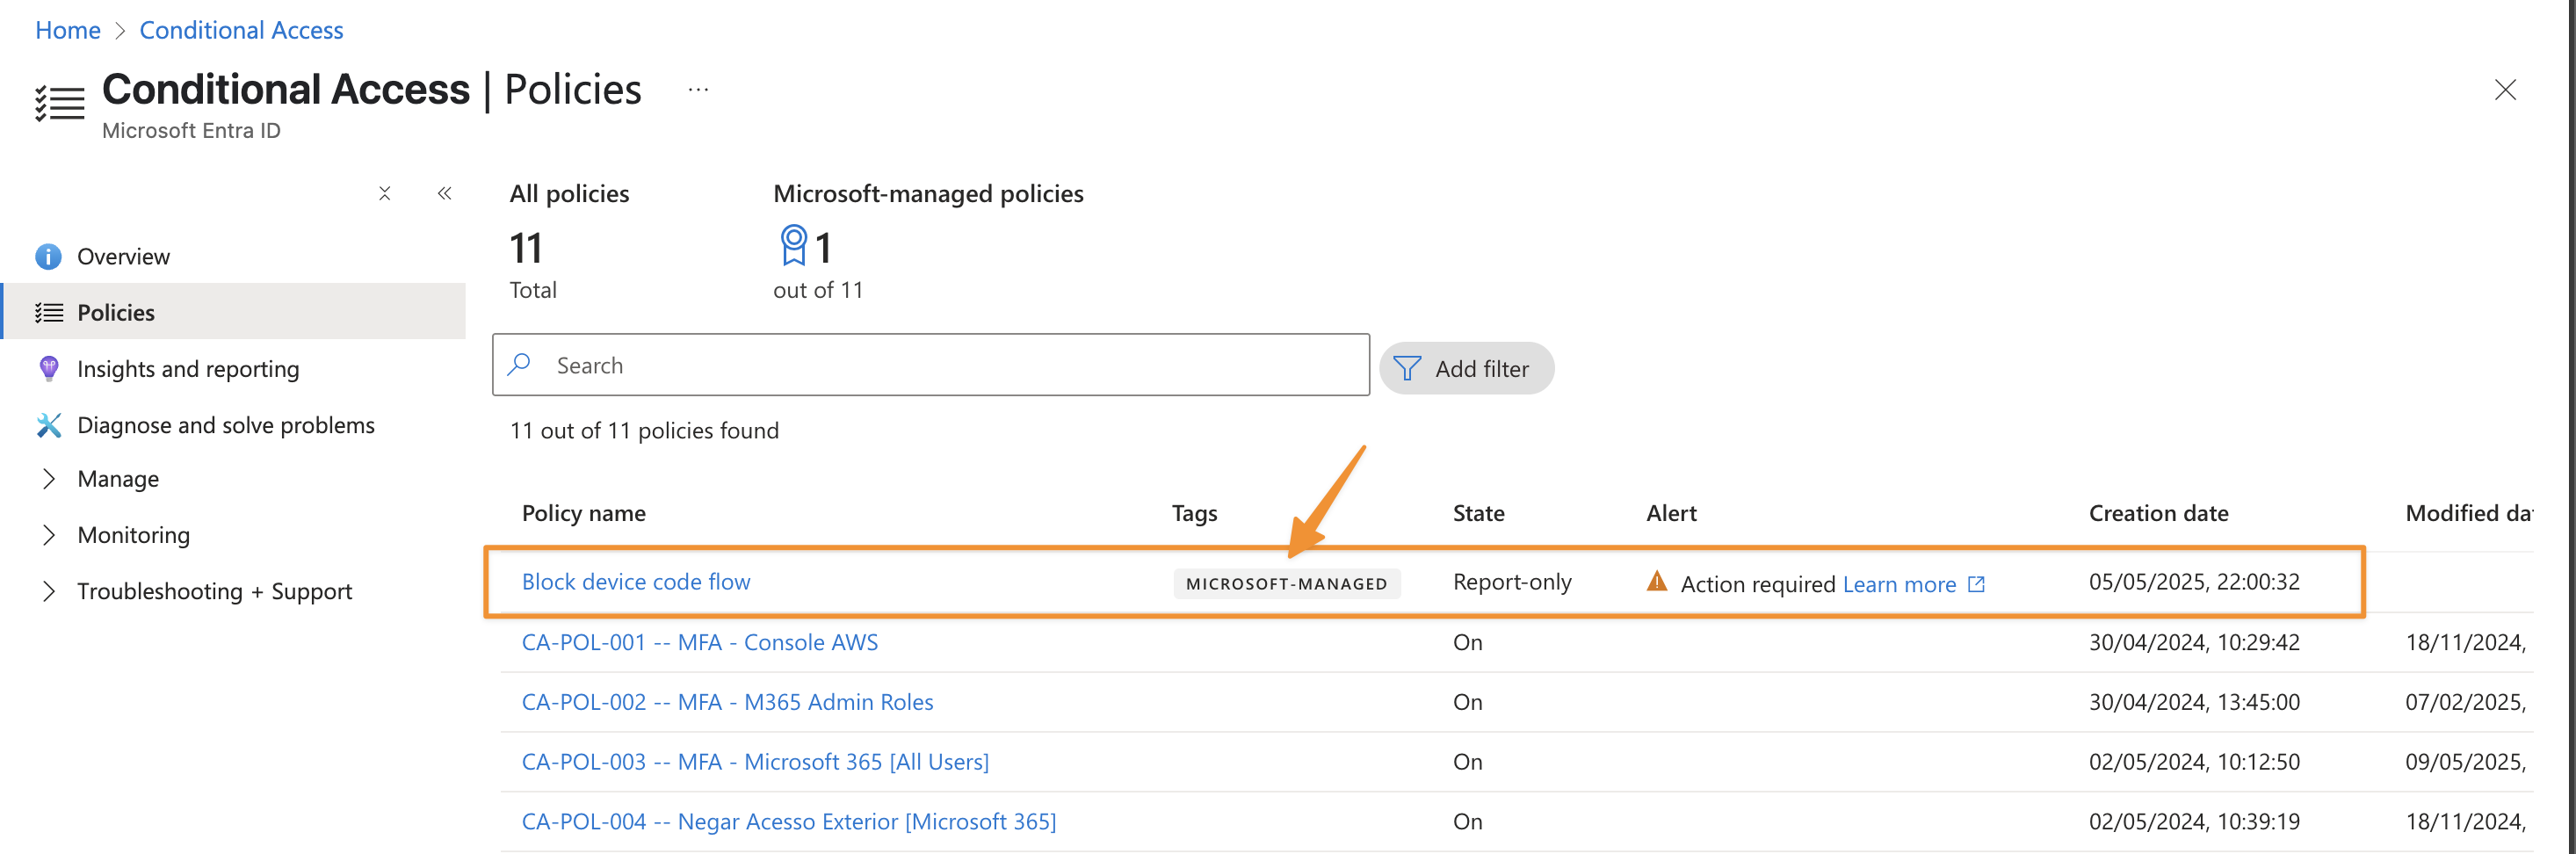 Home > Conditional Access
Conditional Access | Policies ...
Microsoft Entra ID
Overview
Policies
Insights and reporting
Diagnose and solve problems
Manage
Monitoring
Troubleshooting + Support
All policies
11
Total
Microsoft-managed policies
1
out of 11
Search
Add filter
11 out of 11 policies found
Policy name Tags State Alert Creation date Modified da
Block device code flow MICROSOFT-MANAGED Report-only Action required Learn more 05/05/2025, 22:00:32
CA-POL-001 -- MFA - Console AWS On 30/04/2024, 10:29:42 18/11/2024,
CA-POL-002 -- MFA - M365 Admin Roles On 30/04/2024, 13:45:00 07/02/2025,
CA-POL-003 -- MFA - Microsoft 365 [All Users] On 02/05/2024, 10:12:50 09/05/2025,
CA-POL-004 -- Negar Acesso Exterior [Microsoft 365] On 02/05/2024, 10:39:19 18/11/2024,